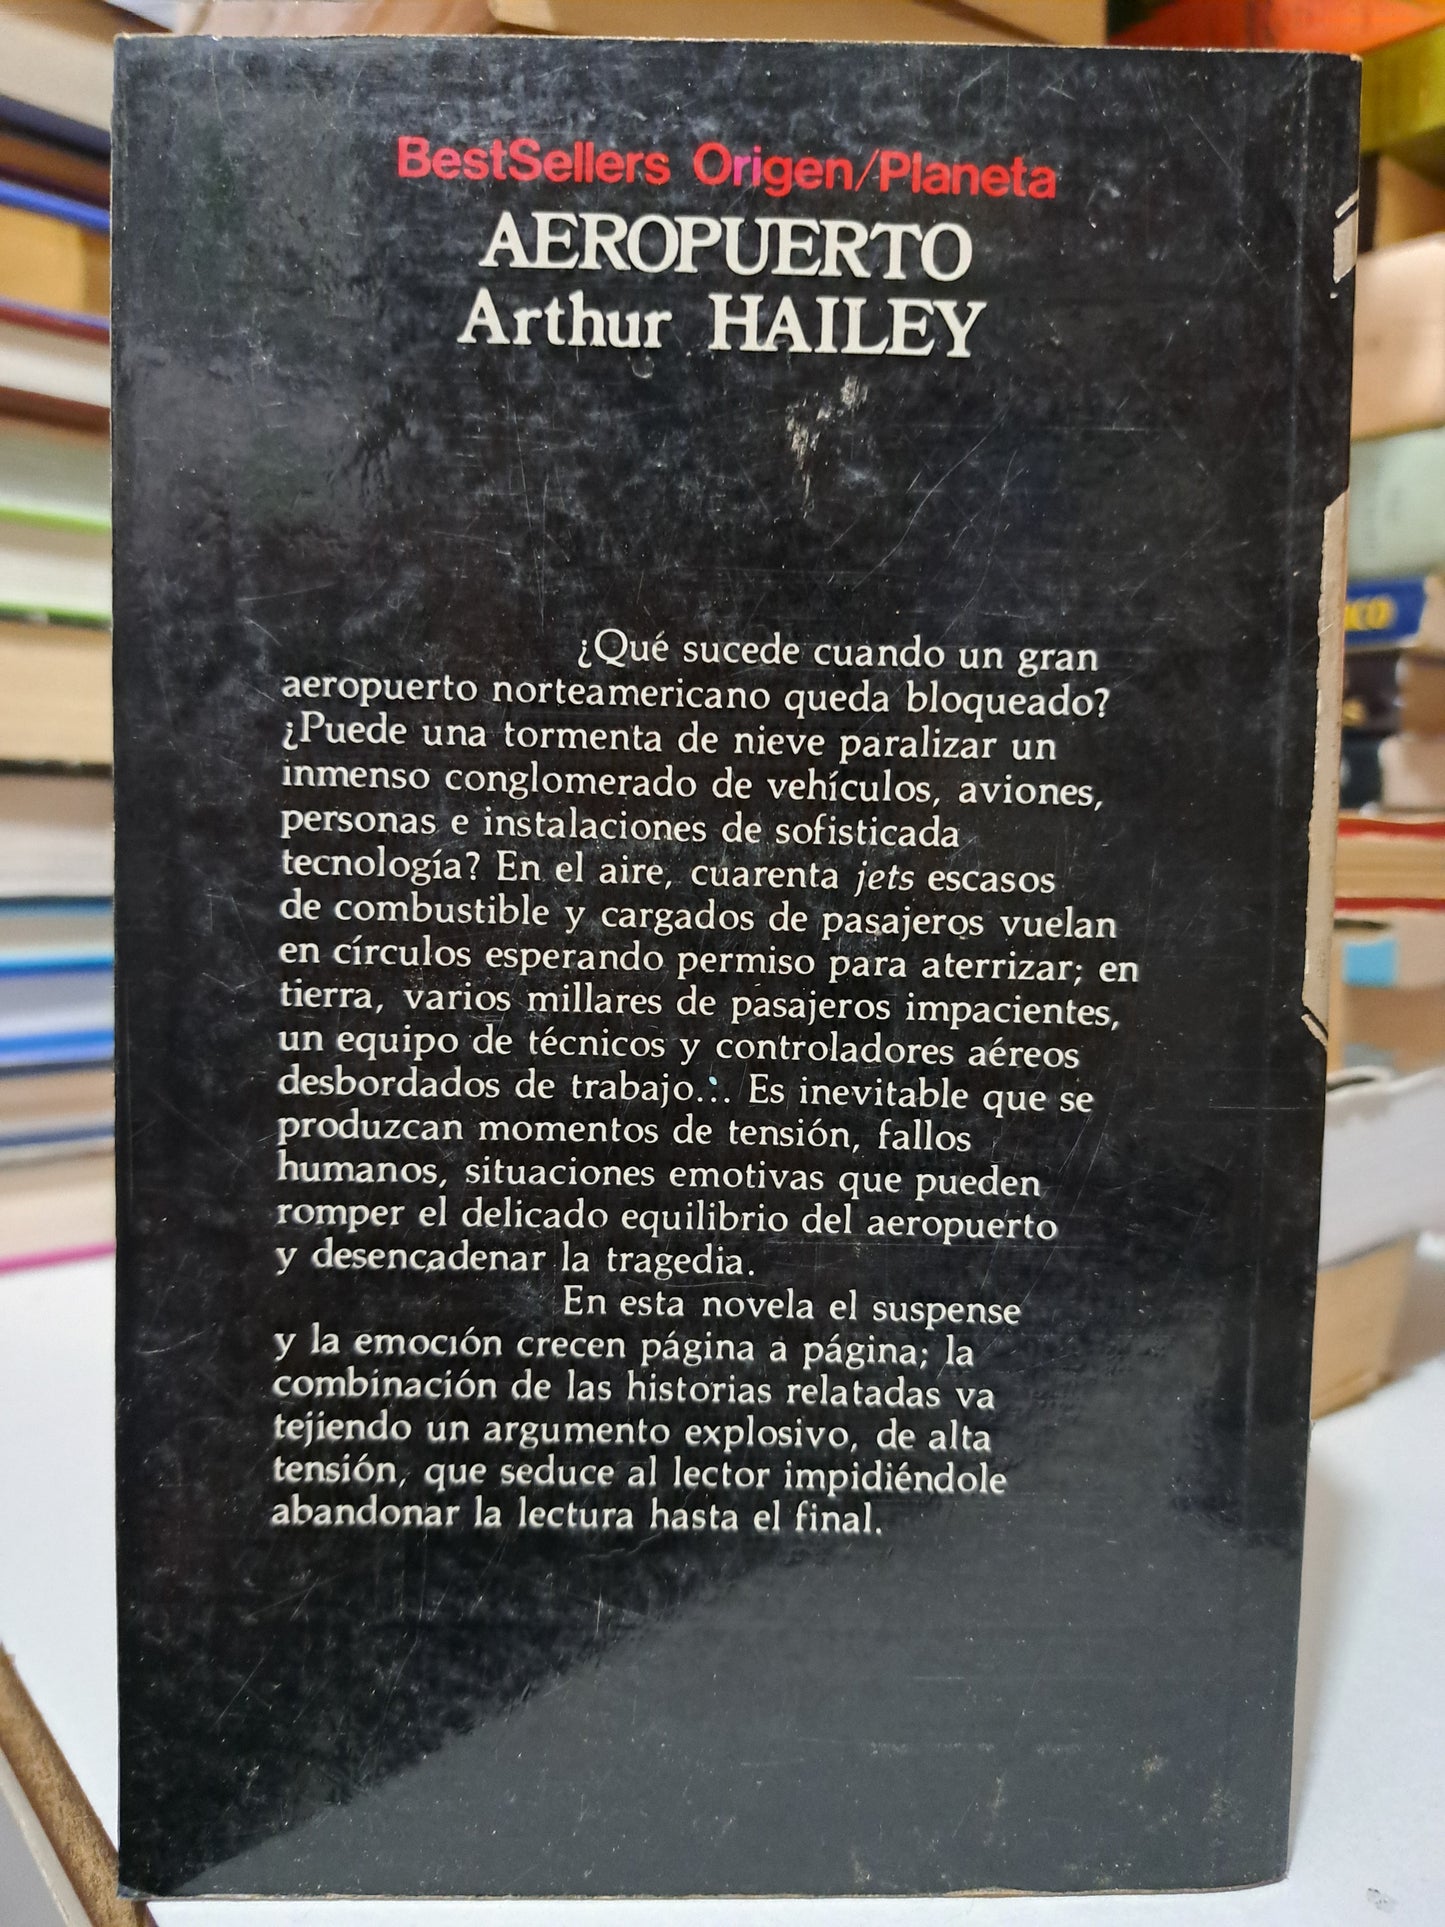 BestSellers Origen/Planeta
AEROPUERTO
Arthur HAILEY
¿Qué sucede cuando un gran
aeropuerto norteamericano queda bloqueado?
¿Puede una tormenta de nieve paralizar un
inmenso conglomerado de vehículos, aviones,
personas e instalaciones de sofisticada
tecnología? En el aire, cuarenta jets escasos
de combustible y cargados de pasajeros vuelan
en círculos esperando permiso para aterrizar; en
tierra, varios millares de pasajeros impacientes,
un equipo de técnicos y controladores aéreos
desbordados de trabajo... Es inevitable que se
produzcan momentos de tensión, fallos
humanos, situaciones emotivas que pueden
romper el delicado equilibrio del aeropuerto
y desencadenar la tragedia.
En esta novela el suspense
y la emoción crecen página a página; la
combinación de las historias relatadas va
tejiendo un argumento explosivo, de alta
tensión, que seduce al lector impidiéndole
abandonar la lectura hasta el final.